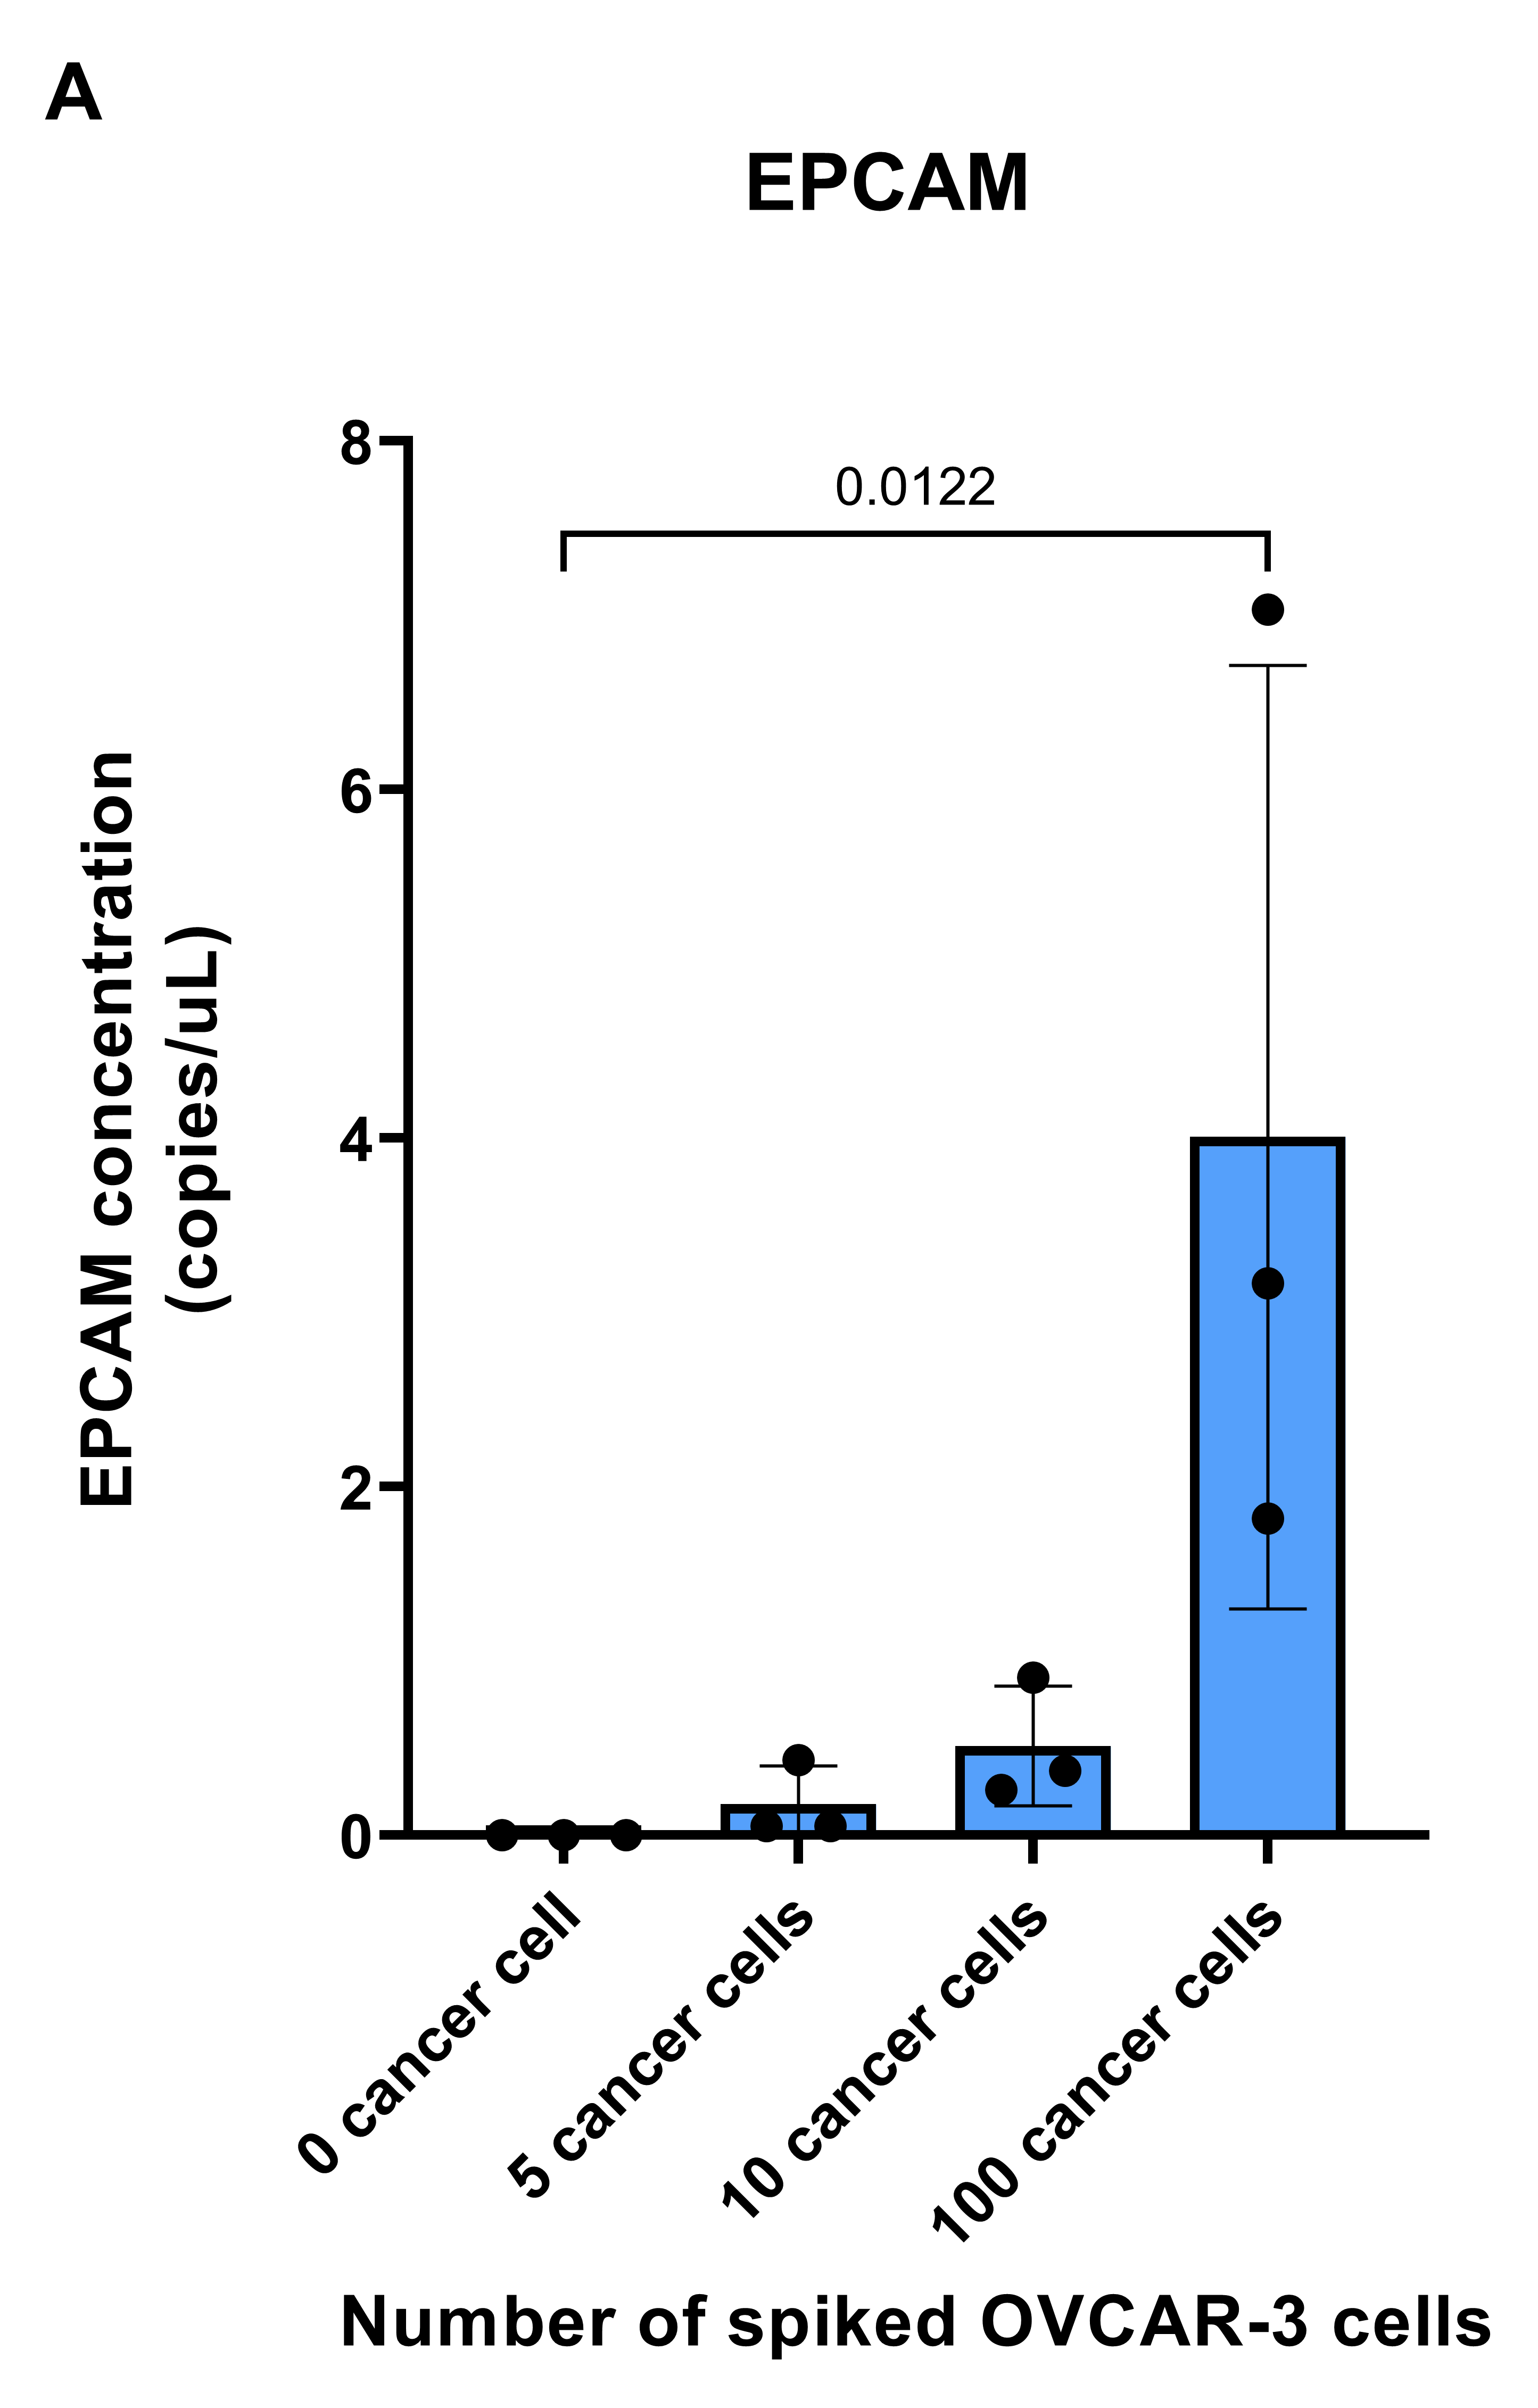 A
EPCAM
8
0.0122
6
4
2
0
EPCAM concentration
(copies/uL)
0 cancer cell
5 cancer cells
10 cancer cells
100 cancer cells
Number of spiked OVCAR-3 cells